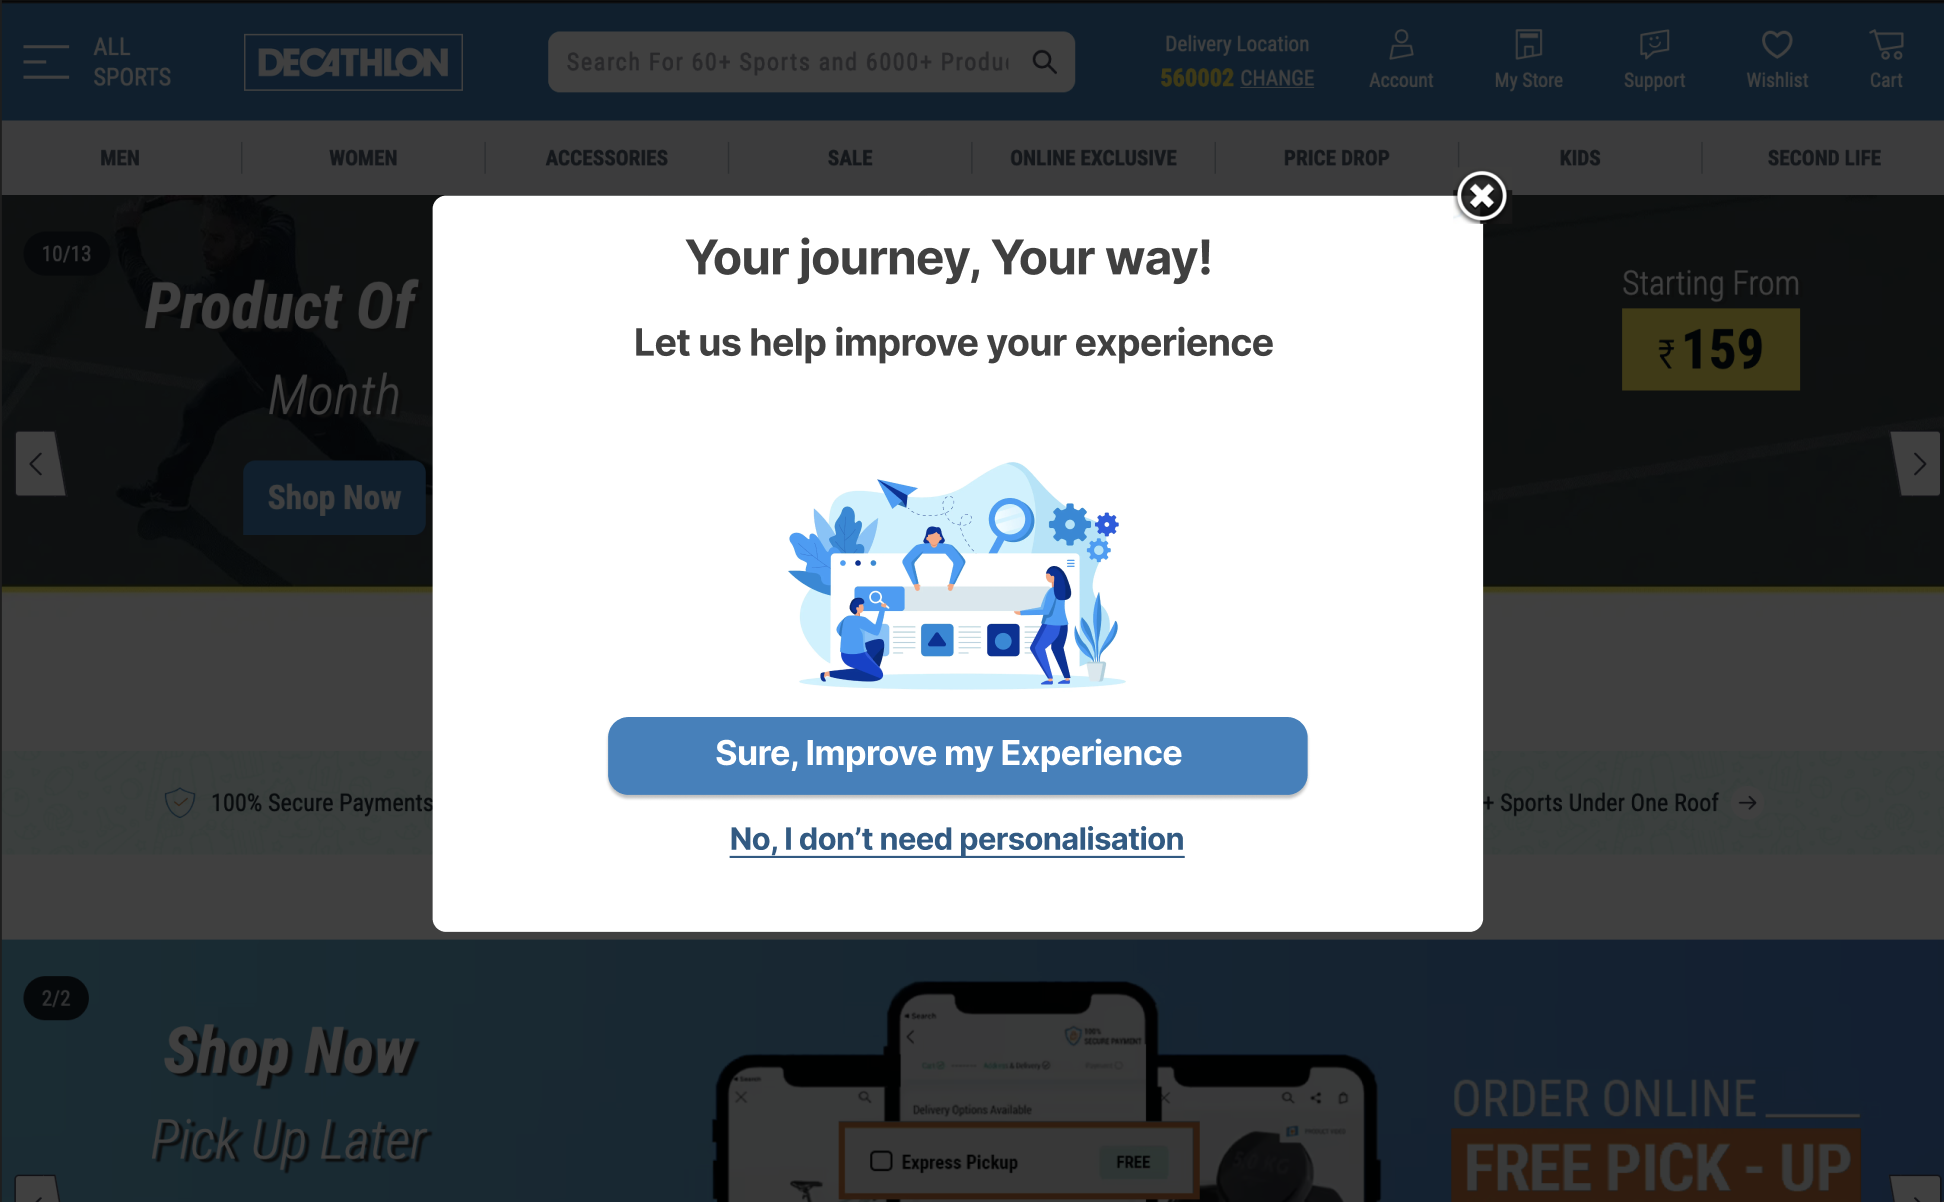 ALL
SPORTS
DECATHLON
Search For 60+ Sports and 6000+ Produ
Delivery Location
560002 CHANGE
Account
My Store
Support
Wishlist
Cart
MEN
WOMEN
ACCESSORIES
SALE
ONLINE EXCLUSIVE
PRICE DROP
KIDS
SECOND LIFE
10/13
Product Of
Month
Shop Now
Starting From
₹159
Your journey, Your way!
Let us help improve your experience
Sure, Improve my Experience
No, I don’t need personalisation
100% Secure Payments
+ Sports Under One Roof
2/2
Shop Now
Pick Up Later
Search
100%
SECURE PAYMENT
Search
Delivery Options Available
Express Pickup
FREE
50 KG
ORDER ONLINE
FREE PICK - UP